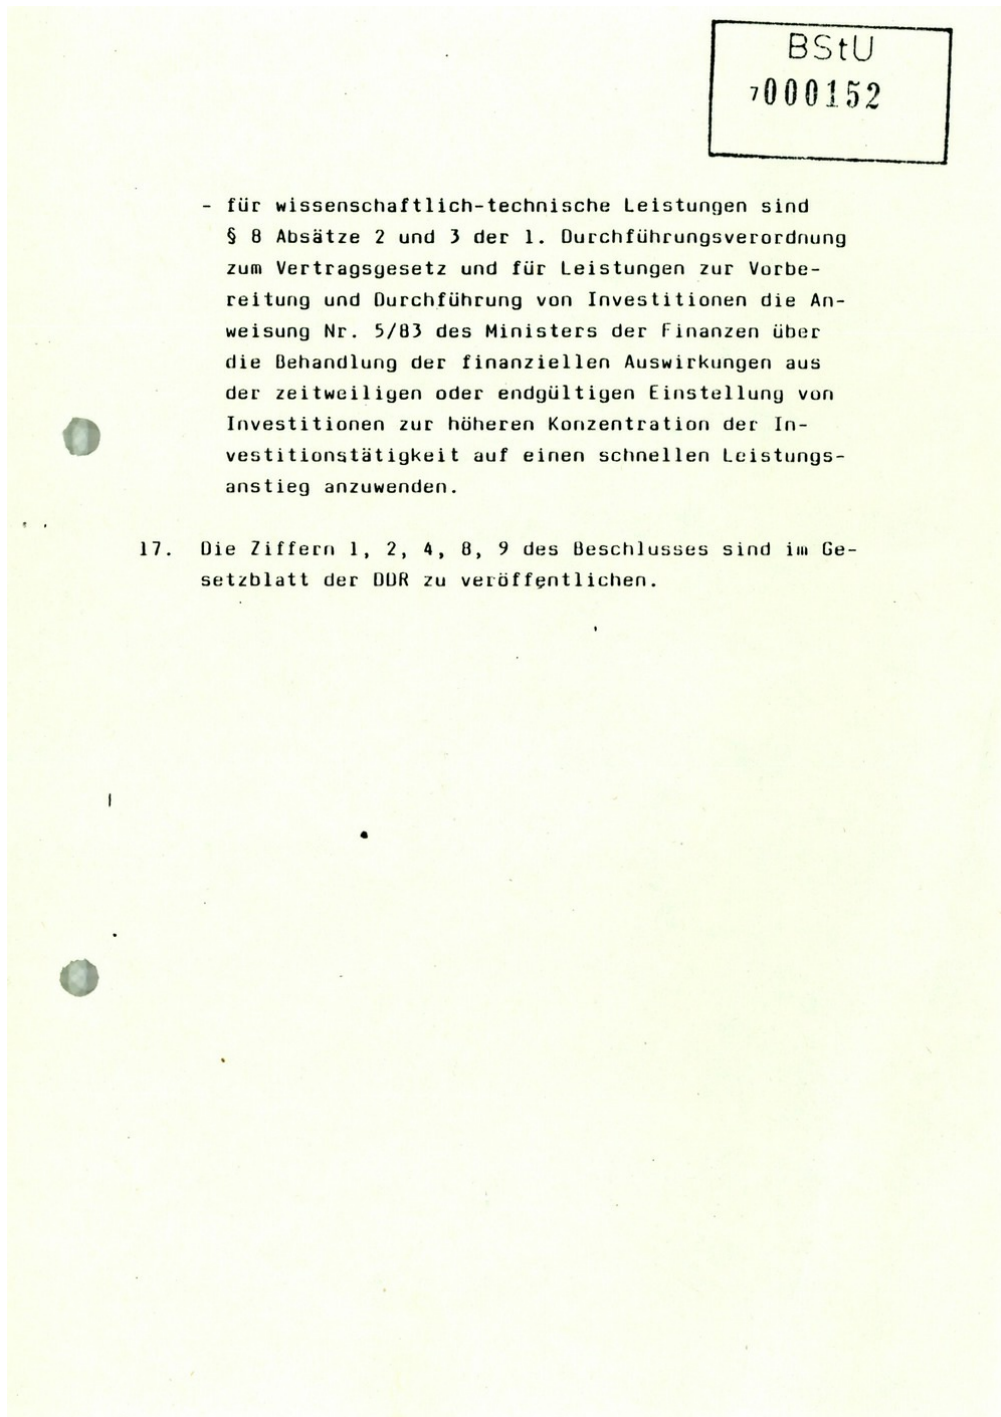 BStU
7 000152
- für wissenschaftlich-technische Leistungen sind
§ 8 Absätze 2 und 3 der 1. Durchführungsverordnung
zum Vertragsgesetz und für Leistungen zur Vorbe-
reitung und Durchführung von Investitionen die An-
weisung Nr. 5/83 des Ministers der Finanzen über
die Behandlung der finanziellen Auswirkungen aus
der zeitweiligen oder endgültigen Einstellung von
Investitionen zur höheren Konzentration der In-
vestitionstätigkeit auf einen schnellen Leistungs-
anstieg anzuwenden.
17. Die Ziffern 1, 2, 4, 8, 9 des Beschlusses sind im Ge-
setzblatt der DDR zu veröffentlichen.